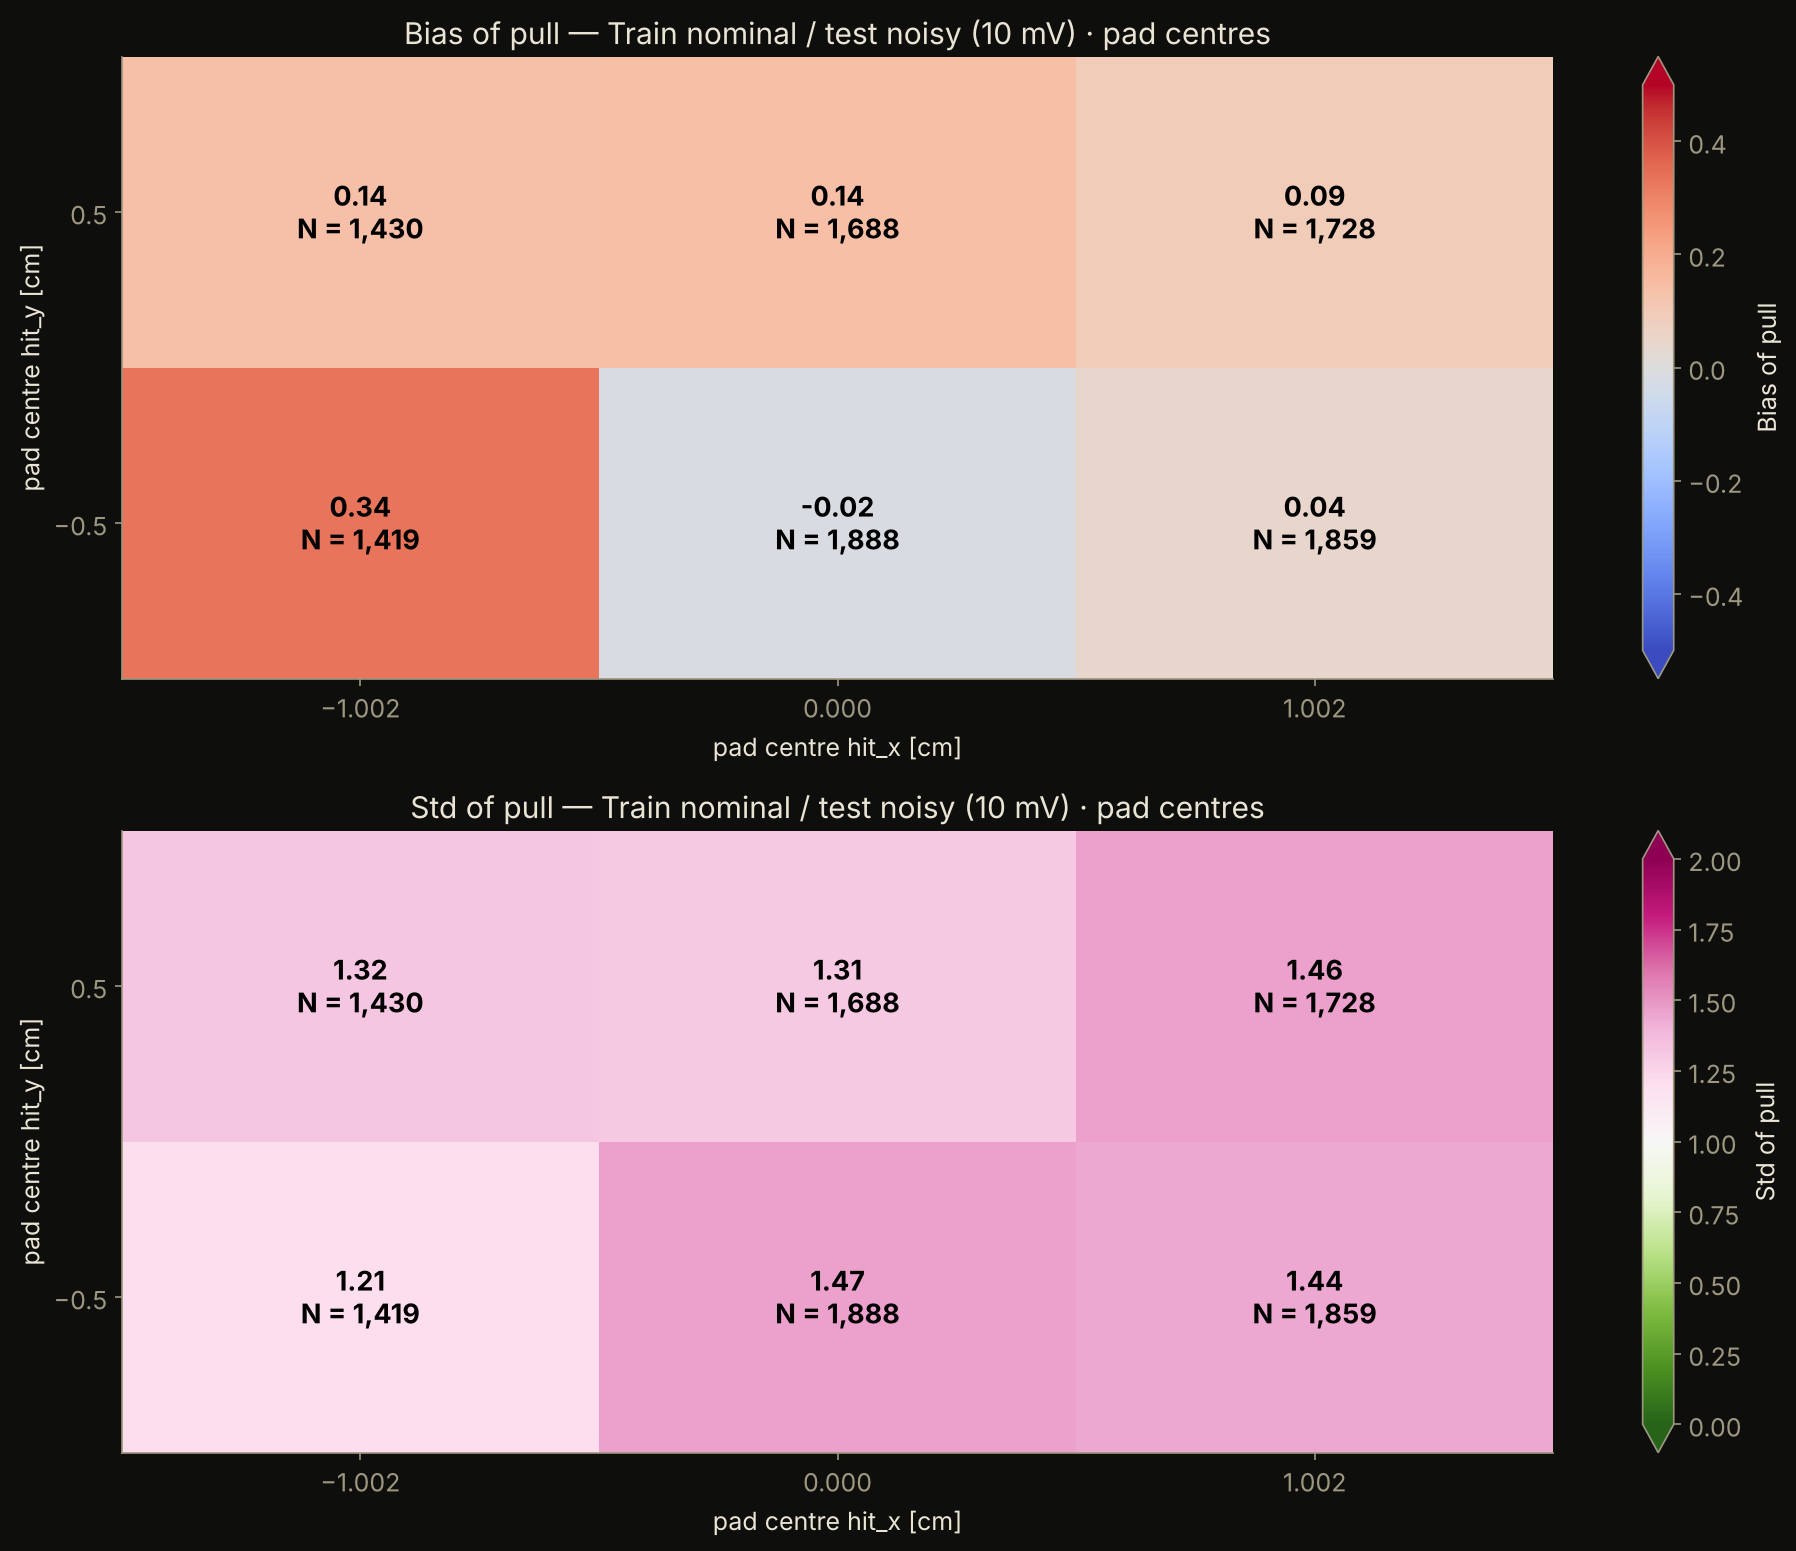 Bias of pull — Train nominal / test noisy (10 mV) · pad centres
0.14
N = 1,430
0.14
N = 1,688
0.09
N = 1,728
0.34
N = 1,419
-0.02
N = 1,888
0.04
N = 1,859
0.5
−0.5
pad centre hit_y [cm]
−1.002
0.000
1.002
pad centre hit_x [cm]
0.4
0.2
0.0
−0.2
−0.4
Bias of pull
Std of pull — Train nominal / test noisy (10 mV) · pad centres
1.32
N = 1,430
1.31
N = 1,688
1.46
N = 1,728
1.21
N = 1,419
1.47
N = 1,888
1.44
N = 1,859
0.5
−0.5
pad centre hit_y [cm]
−1.002
0.000
1.002
pad centre hit_x [cm]
2.00
1.75
1.50
1.25
1.00
0.75
0.50
0.25
0.00
Std of pull